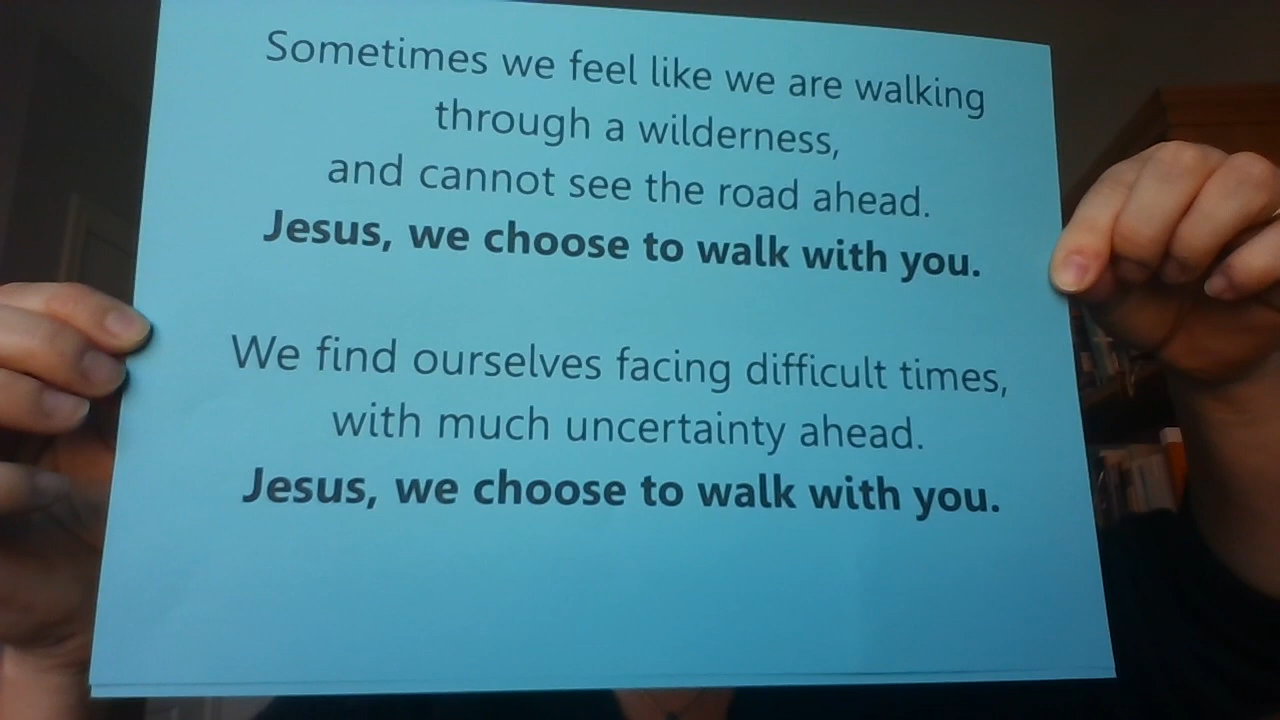 Sometimes we feel like we are walking
through a wilderness,
and cannot see the road ahead.
Jesus, we choose to walk with you.
We find ourselves facing difficult times,
with much uncertainty ahead.
Jesus, we choose to walk with you.